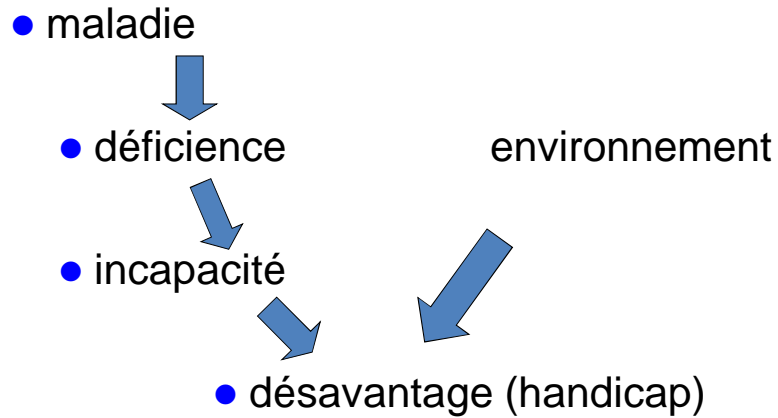 • maladie
• déficience
environnement
• incapacité
• désavantage (handicap)